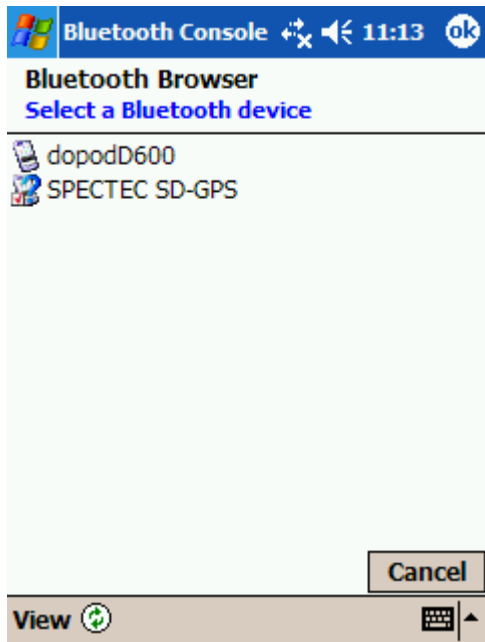 Bluetooth Console 11:13 ok
Bluetooth Browser
Select a Bluetooth device
dopodD600
SPECTEC SD-GPS
Cancel
View